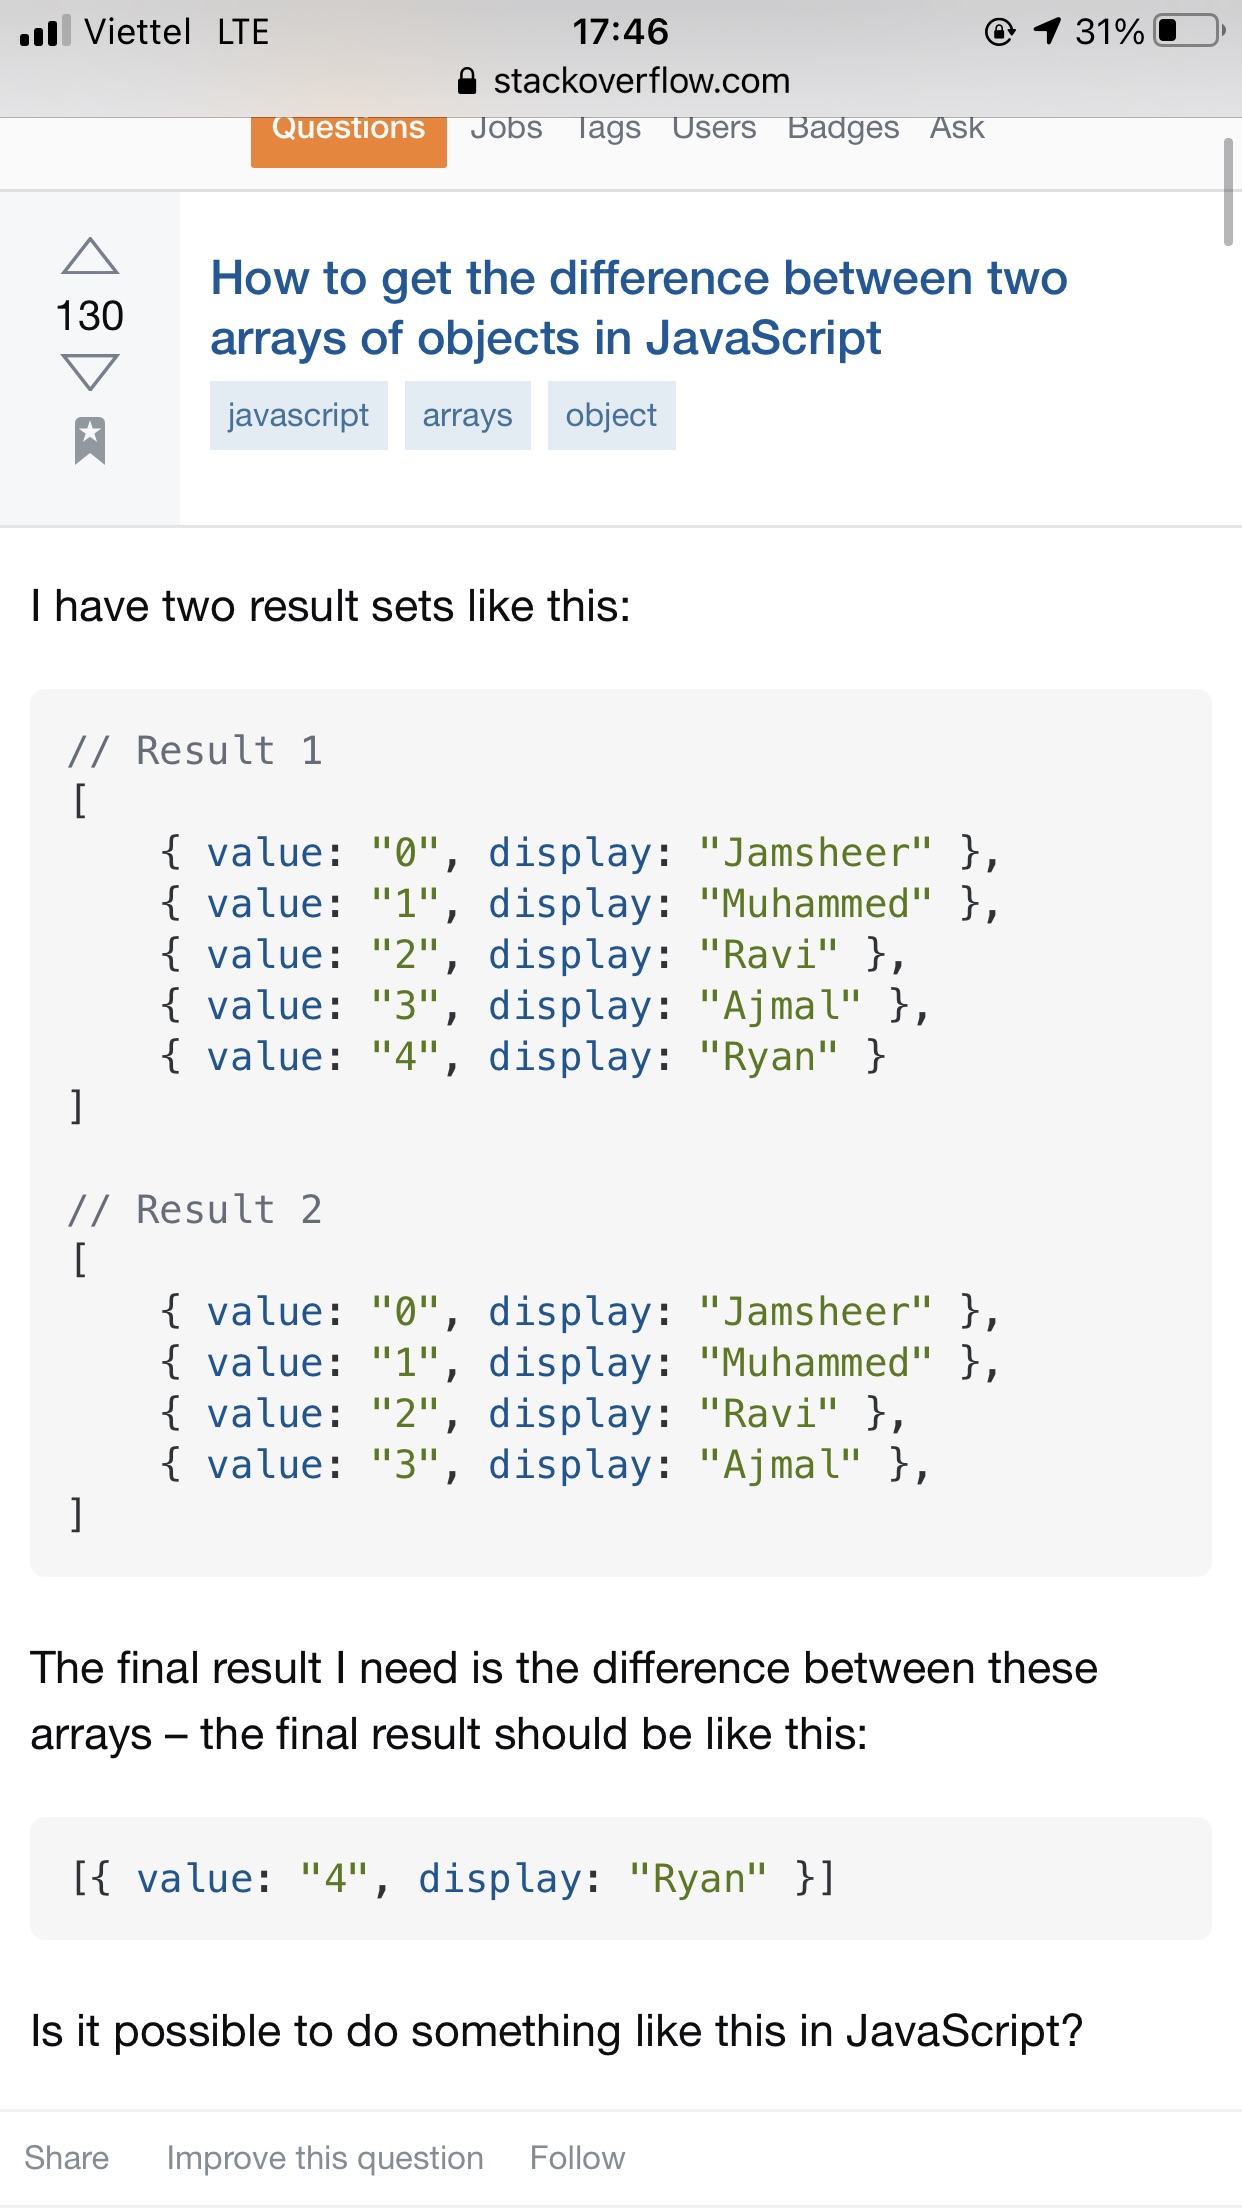 Viettel LTE 17:46 31%
stackoverflow.com
Questions Jobs Tags Users Badges Ask
130
How to get the difference between two
arrays of objects in JavaScript
javascript arrays object
I have two result sets like this:
// Result 1
[
    { value: "0", display: "Jamsheer" },
    { value: "1", display: "Muhammed" },
    { value: "2", display: "Ravi" },
    { value: "3", display: "Ajmal" },
    { value: "4", display: "Ryan" }
]
// Result 2
[
    { value: "0", display: "Jamsheer" },
    { value: "1", display: "Muhammed" },
    { value: "2", display: "Ravi" },
    { value: "3", display: "Ajmal" },
]
The final result I need is the difference between these
arrays – the final result should be like this:
[{ value: "4", display: "Ryan" }]
Is it possible to do something like this in JavaScript?
Share Improve this question Follow